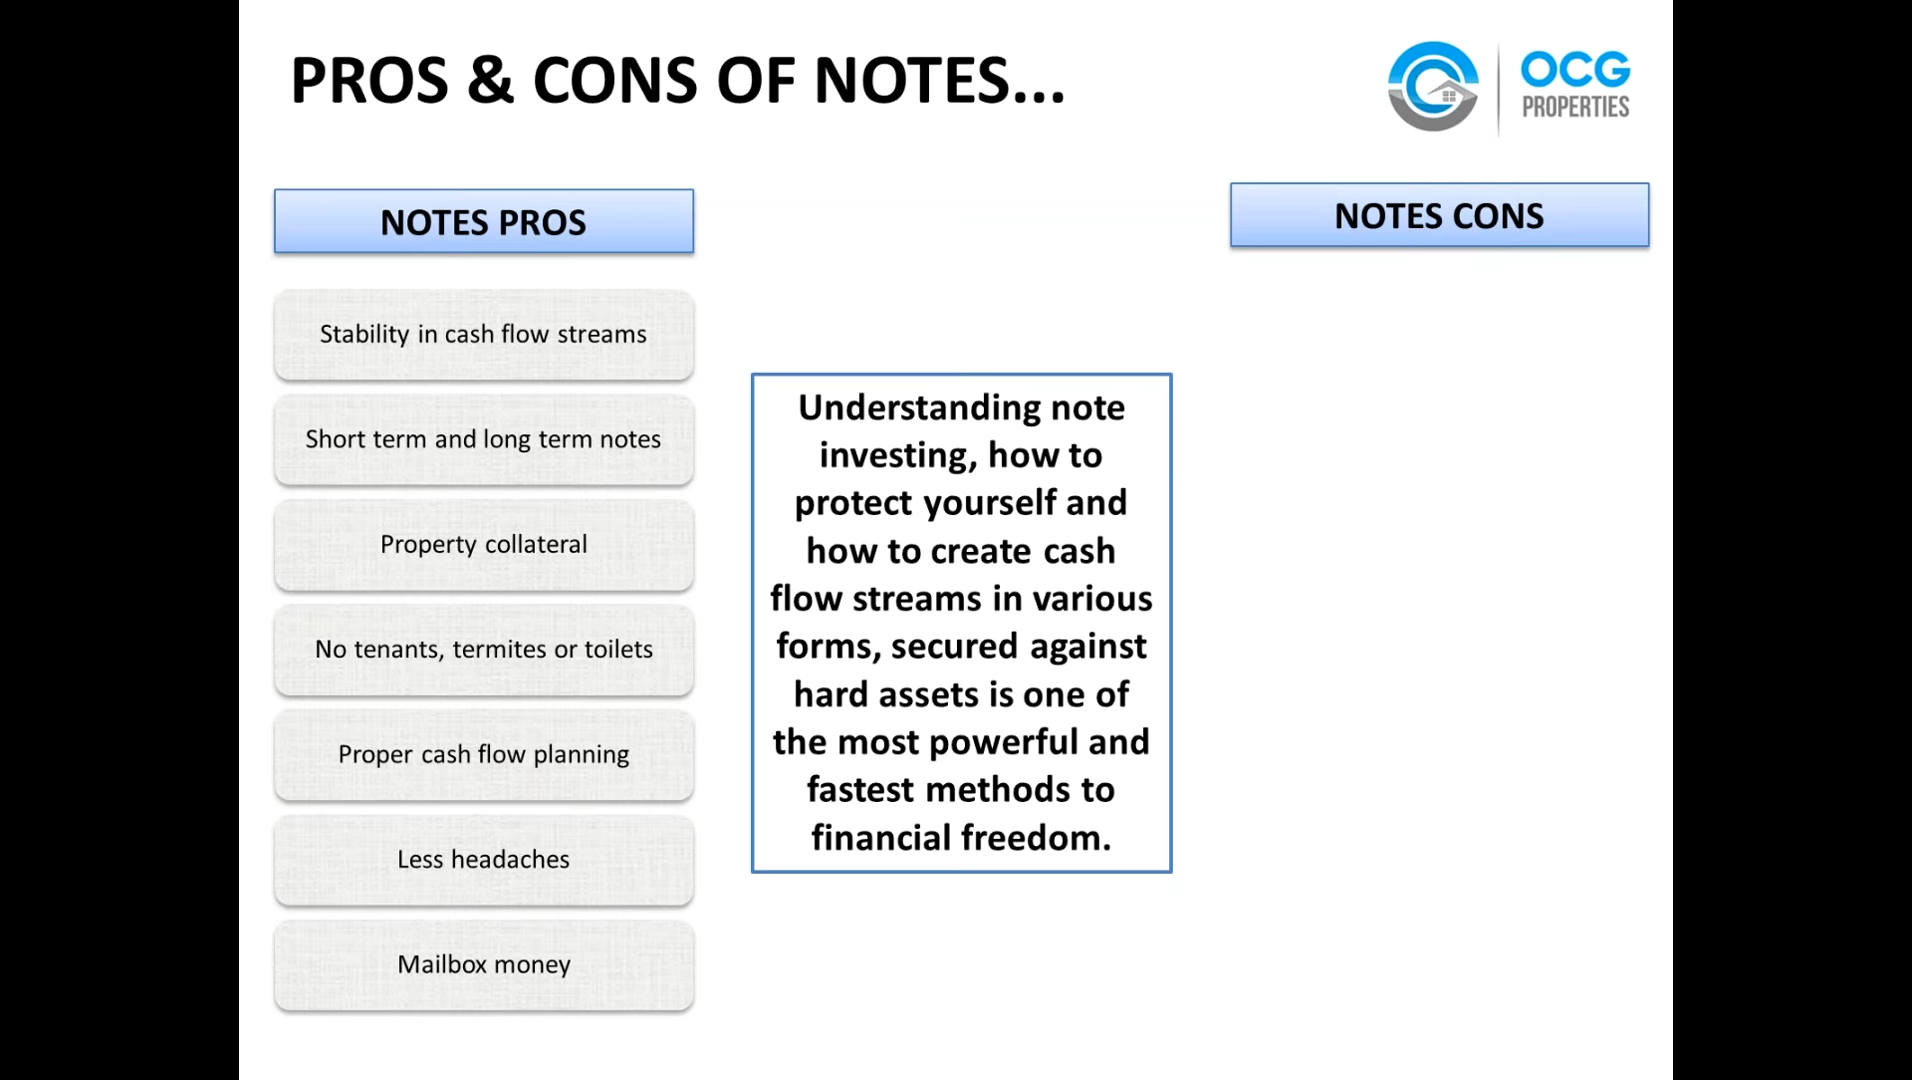 PROS & CONS OF NOTES...
OCG
PROPERTIES
NOTES PROS
Stability in cash flow streams
Short term and long term notes
Property collateral
No tenants, termites or toilets
Proper cash flow planning
Less headaches
Mailbox money
Understanding note
investing, how to
protect yourself and
how to create cash
flow streams in various
forms, secured against
hard assets is one of
the most powerful and
fastest methods to
financial freedom.
NOTES CONS